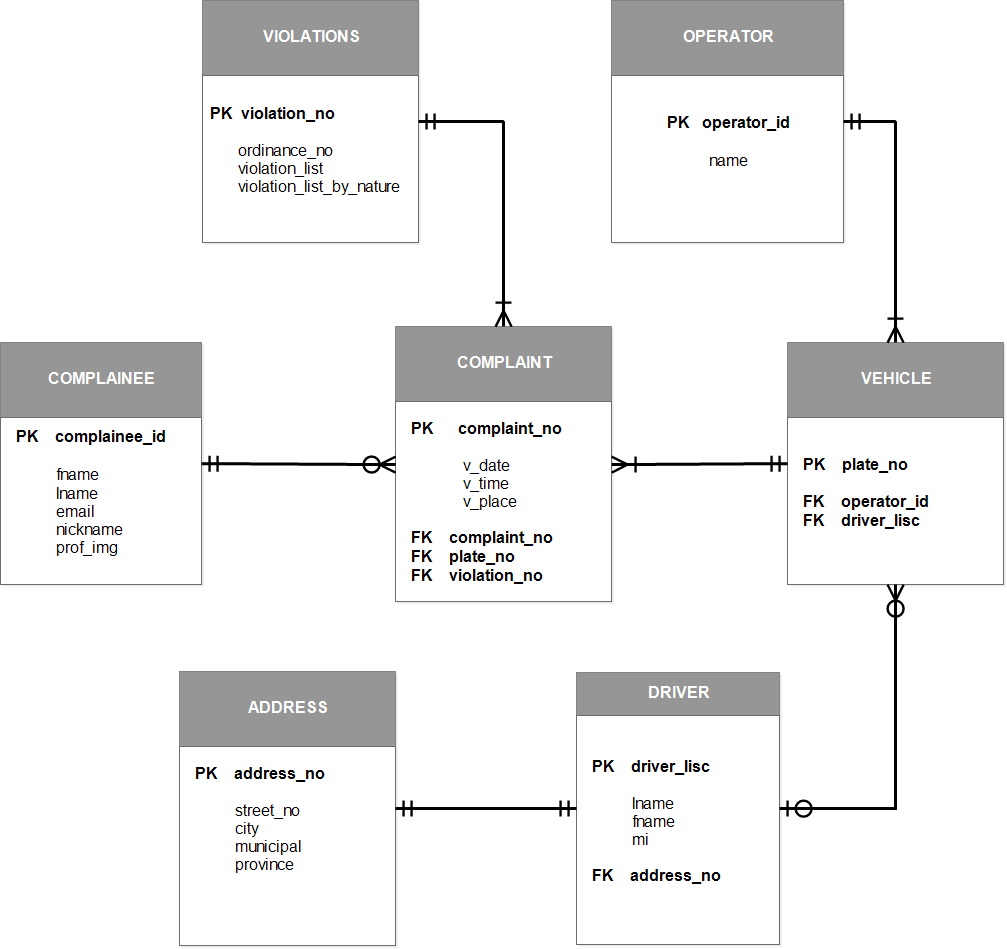 VIOLATIONS
PK violation_no
ordinance_no
violation_list
violation_list_by_nature
OPERATOR
PK operator_id
name
COMPLAINEE
PK complainee_id
fname
lname
email
nickname
prof_img
COMPLAINT
PK complaint_no
v_date
v_time
v_place
FK complaint_no
FK plate_no
FK violation_no
VEHICLE
PK plate_no
FK operator_id
FK driver_lisc
ADDRESS
PK address_no
street_no
city
municipal
province
DRIVER
PK driver_lisc
lname
fname
mi
FK address_no